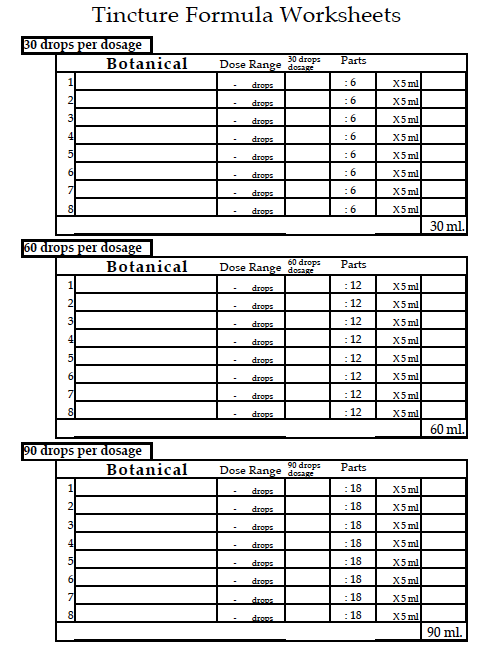 Tincture Formula Worksheets
30 drops per dosage
Botanical Dose Range 30 drops dosage Parts
1 - drops : 6 X 5 ml
2 - drops : 6 X 5 ml
3 - drops : 6 X 5 ml
4 - drops : 6 X 5 ml
5 - drops : 6 X 5 ml
6 - drops : 6 X 5 ml
7 - drops : 6 X 5 ml
8 - drops : 6 X 5 ml
30 ml.
60 drops per dosage
Botanical Dose Range 60 drops dosage Parts
1 - drops : 12 X 5 ml
2 - drops : 12 X 5 ml
3 - drops : 12 X 5 ml
4 - drops : 12 X 5 ml
5 - drops : 12 X 5 ml
6 - drops : 12 X 5 ml
7 - drops : 12 X 5 ml
8 - drops : 12 X 5 ml
60 ml.
90 drops per dosage
Botanical Dose Range 90 drops dosage Parts
1 - drops : 18 X 5 ml
2 - drops : 18 X 5 ml
3 - drops : 18 X 5 ml
4 - drops : 18 X 5 ml
5 - drops : 18 X 5 ml
6 - drops : 18 X 5 ml
7 - drops : 18 X 5 ml
8 - drops : 18 X 5 ml
90 ml.